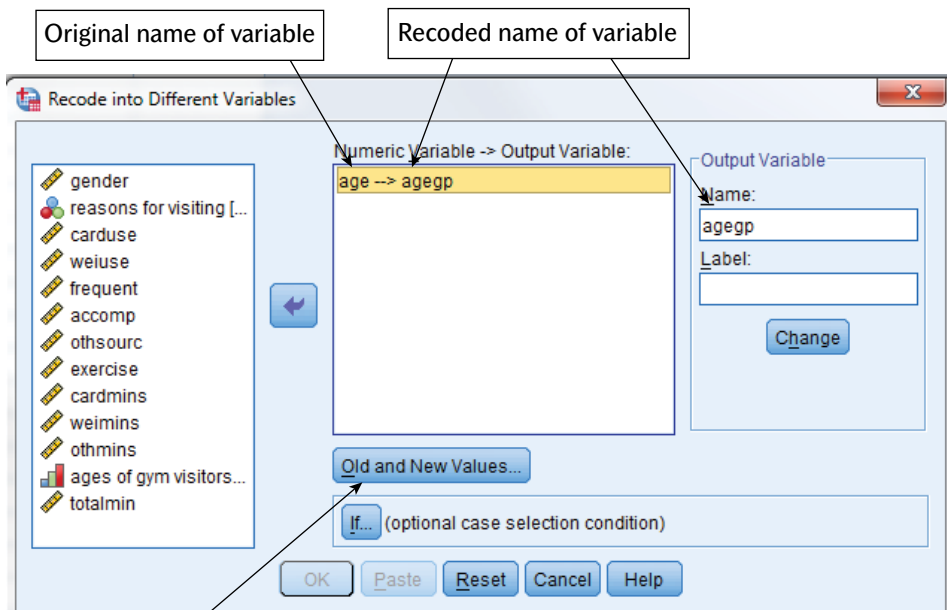 Original name of variable
Recoded name of variable
Recode into Different Variables
Numeric Variable -> Output Variable:
age --> agegp
gender
reasons for visiting [...
carduse
weiuse
frequent
accomp
othsourc
exercise
cardmins
weimins
othmins
ages of gym visitors...
totalmin
Output Variable
Name:
agegp
Label:
Change
Old and New Values...
If... (optional case selection condition)
OK Paste Reset Cancel Help